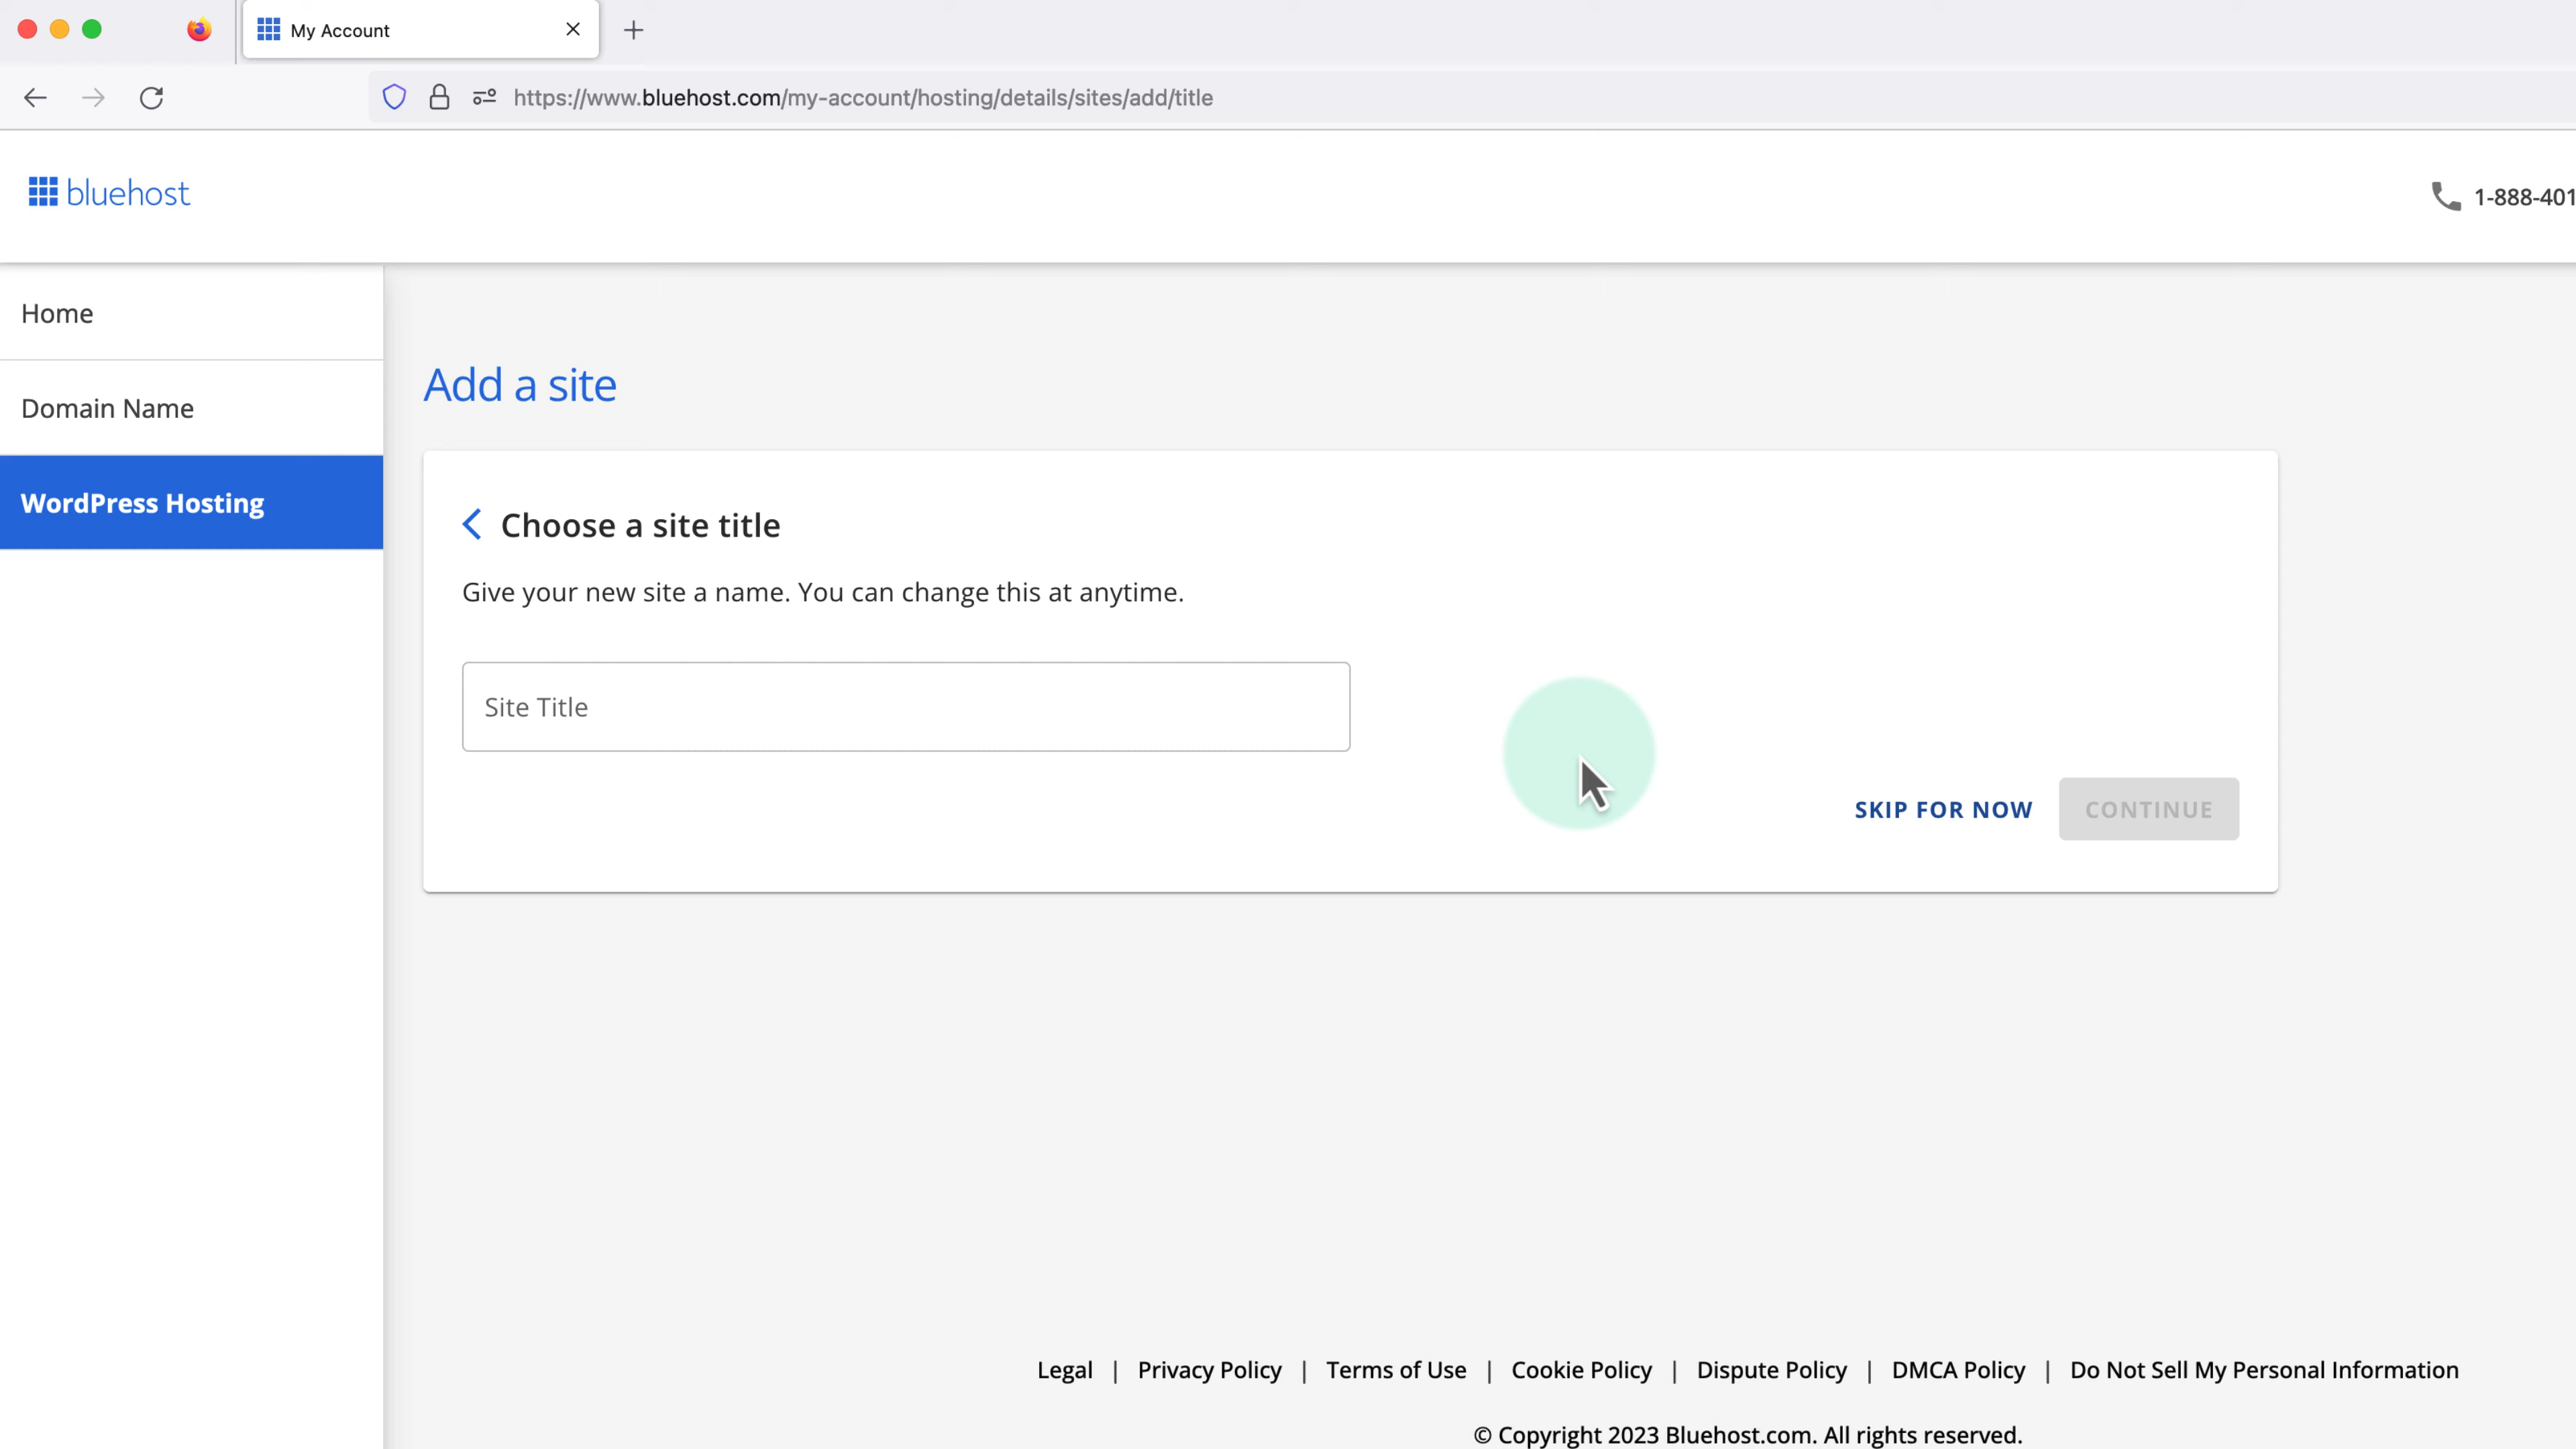 My Account
https://www.bluehost.com/my-account/hosting/details/sites/add/title
bluehost
1-888-401
Home
Domain Name
WordPress Hosting
Add a site
Choose a site title
Give your new site a name. You can change this at anytime.
Site Title
SKIP FOR NOW
CONTINUE
Legal | Privacy Policy | Terms of Use | Cookie Policy | Dispute Policy | DMCA Policy | Do Not Sell My Personal Information
© Copyright 2023 Bluehost.com. All rights reserved.